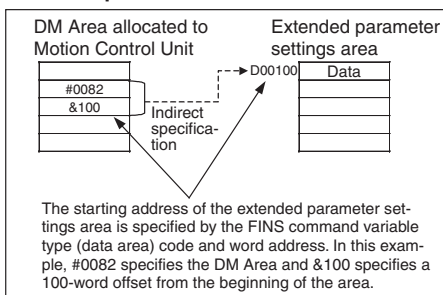 DM Area allocated to
Motion Control Unit
Extended parameter
settings area
#0082
&100
Indirect
specifica-
tion
D00100
Data
The starting address of the extended parameter set-
tings area is specified by the FINS command variable
type (data area) code and word address. In this exam-
ple, #0082 specifies the DM Area and &100 specifies a
100-word offset from the beginning of the area.